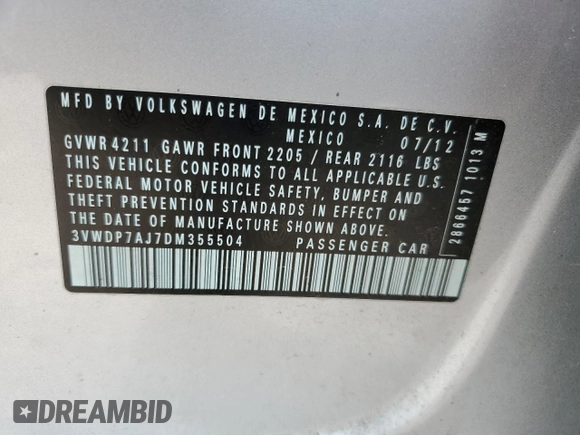 MFD BY VOLKSWAGEN DE MEXICO S.A. DE C.V.
MEXICO 07/12
GVWR 4211 GAWR FRONT 2205 / REAR 2116 LBS
THIS VEHICLE CONFORMS TO ALL APPLICABLE U.S.
FEDERAL MOTOR VEHICLE SAFETY, BUMPER AND
THEFT PREVENTION STANDARDS IN EFFECT ON
THE DATE OF MANUFACTURE SHOWN ABOVE.
3VWDP7AJ7DM355504 PASSENGER CAR
2866457 1013 M
DREAMBID